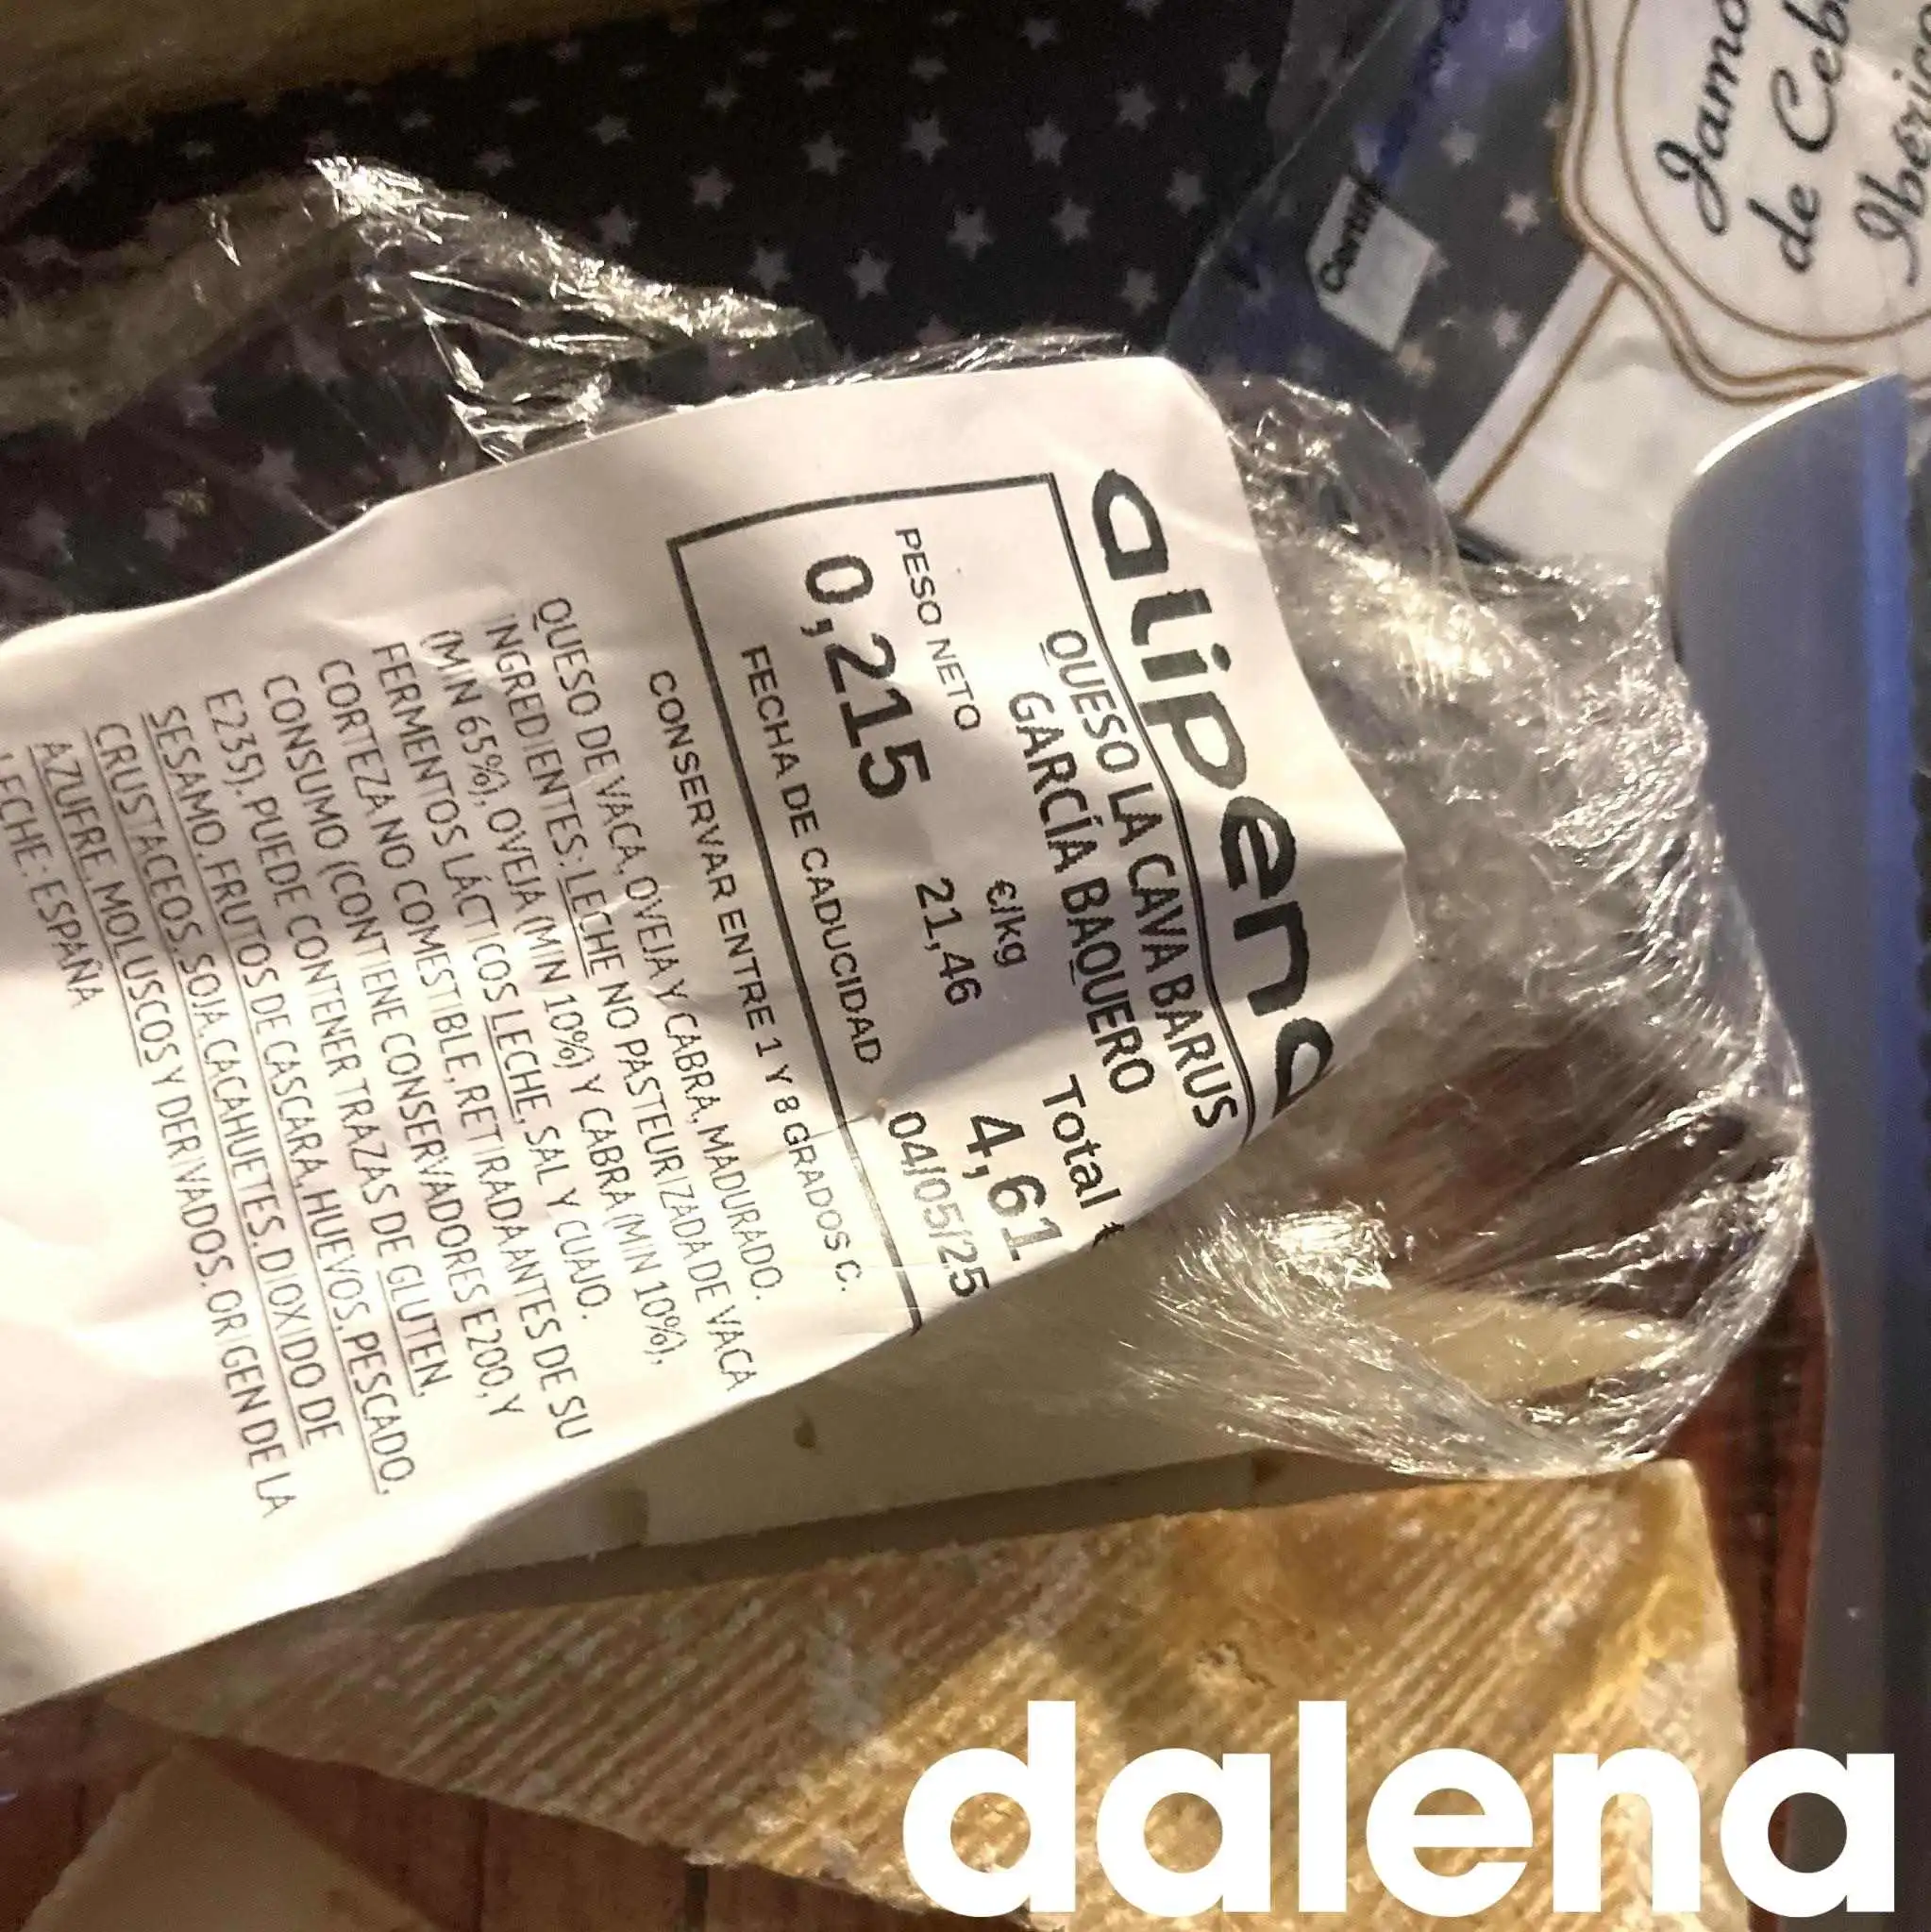 alipena
QUESO LA CAVA BARUS
GARCÍA BAQUERO
PESO NETO €/kg Total
0,215 21,46 4,61
FECHA DE CADUCIDAD 04/05/25
CONSERVAR ENTRE 1 Y 8 GRADOS C.
QUESO DE VACA, OVEJA Y CABRA, MADURADO.
INGREDIENTES: LECHE NO PASTEURIZADA DE VACA
(MIN 65%), OVEJA (MIN 10%) Y CABRA (MIN 10%),
FERMENTOS LÁCTICOS LECHE, SAL Y CUAJO.
CORTEZA NO COMESTIBLE, RETIRADA ANTES DE SU
CONSUMO (CONTIENE CONSERVADORES E200, Y
E235). PUEDE CONTENER TRAZAS DE GLUTEN,
SESAMO, FRUTOS DE CASCARA, HUEVOS, PESCADO,
CRUSTACEOS, SOJA, CACAHUETES, DIOXIDO DE
AZUFRE, MOLUSCOS Y DERIVADOS. ORIGEN DE LA
LECHE: ESPAÑA
Jamo
de Ceb
Iberico
dalena